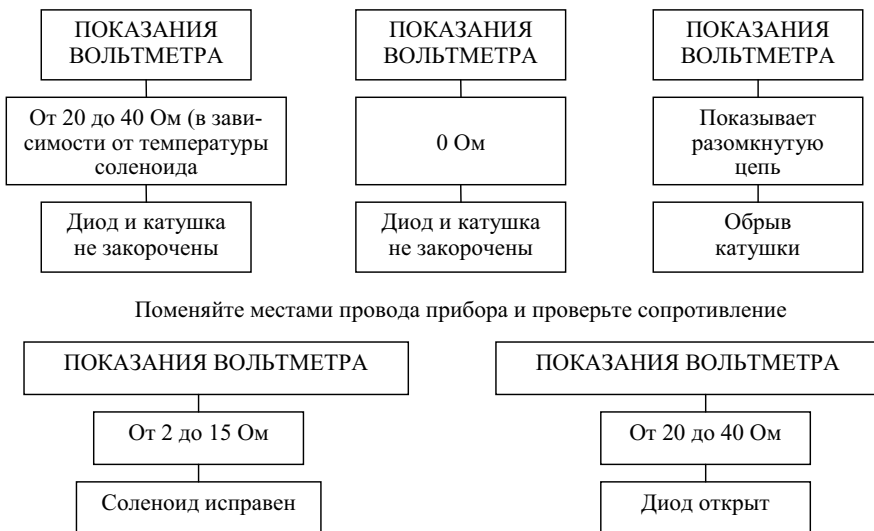 ПОКАЗАНИЯ
ВОЛЬТМЕТРА
От 20 до 40 Ом (в зави-
симости от температуры
соленоида
Диод и катушка
не закорочены
ПОКАЗАНИЯ
ВОЛЬТМЕТРА
0 Ом
Диод и катушка
не закорочены
ПОКАЗАНИЯ
ВОЛЬТМЕТРА
Показывает
разомкнутую
цепь
Обрыв
катушки
Поменяйте местами провода прибора и проверьте сопротивление
ПОКАЗАНИЯ ВОЛЬТМЕТРА
От 2 до 15 Ом
Соленоид исправен
ПОКАЗАНИЯ ВОЛЬТМЕТРА
От 20 до 40 Ом
Диод открыт